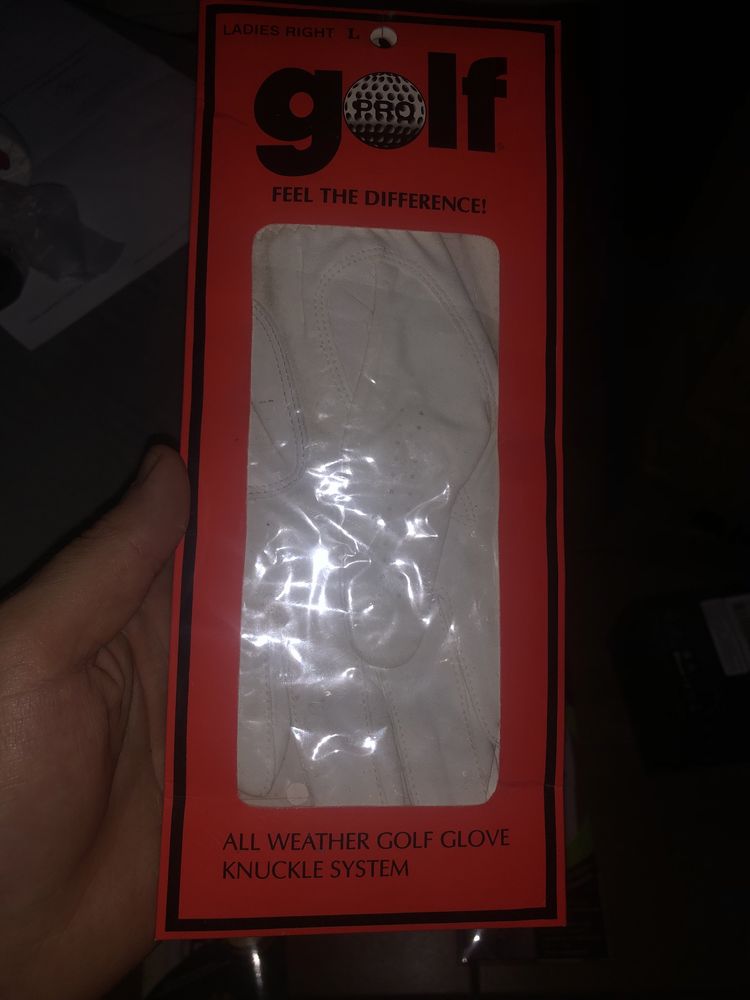 LADIES RIGHT L
golf
PRO
FEEL THE DIFFERENCE!
ALL WEATHER GOLF GLOVE
KNUCKLE SYSTEM